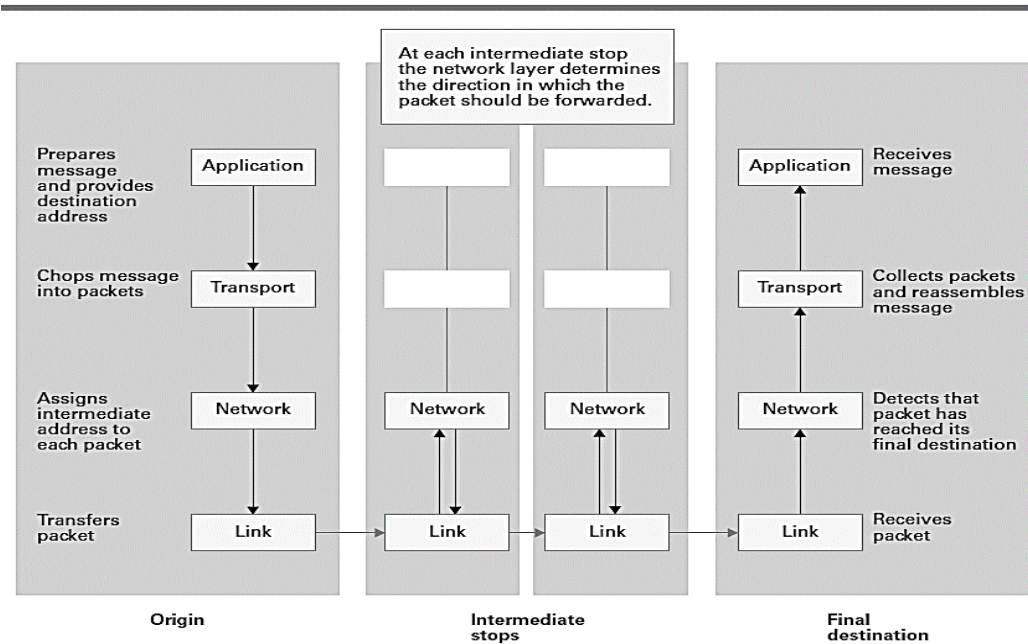 At each intermediate stop
the network layer determines
the direction in which the
packet should be forwarded.
Prepares
message
and provides
destination
address
Application
Application
Receives
message
Chops message
into packets
Transport
Transport
Collects packets
and reassembles
message
Assigns
intermediate
address to
each packet
Network
Network
Network
Network
Detects that
packet has
reached its
final destination
Transfers
packet
Link
Link
Link
Link
Receives
packet
Origin
Intermediate
stops
Final
destination